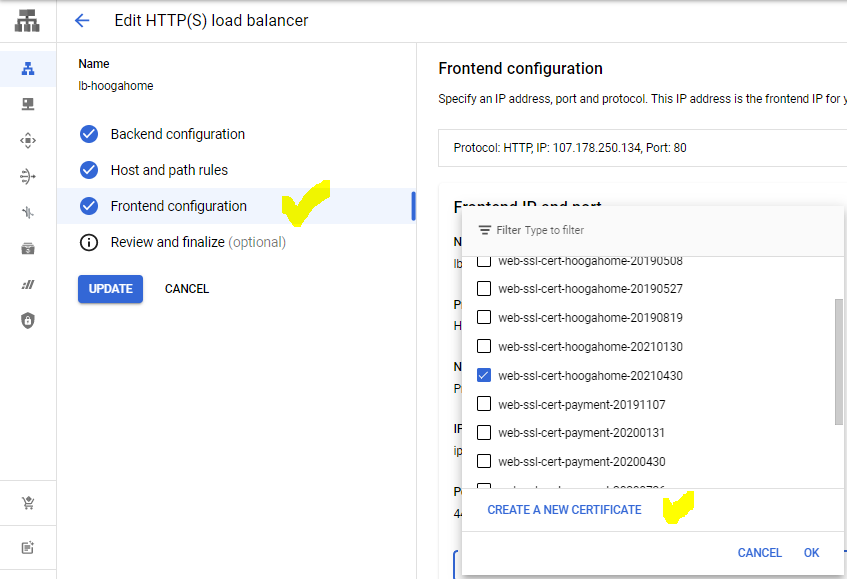 Edit HTTP(S) load balancer
Name
lb-hoogahome
Backend configuration
Host and path rules
Frontend configuration
Review and finalize (optional)
UPDATE
CANCEL
Frontend configuration
Specify an IP address, port and protocol. This IP address is the frontend IP for
Protocol: HTTP, IP: 107.178.250.134, Port: 80
Frontend IP and port
Filter Type to filter
web-ssl-cert-hoogahome-20190508
web-ssl-cert-hoogahome-20190527
web-ssl-cert-hoogahome-20190819
web-ssl-cert-hoogahome-20210130
web-ssl-cert-hoogahome-20210430
web-ssl-cert-payment-20191107
web-ssl-cert-payment-20200131
web-ssl-cert-payment-20200430
CREATE A NEW CERTIFICATE
CANCEL
OK